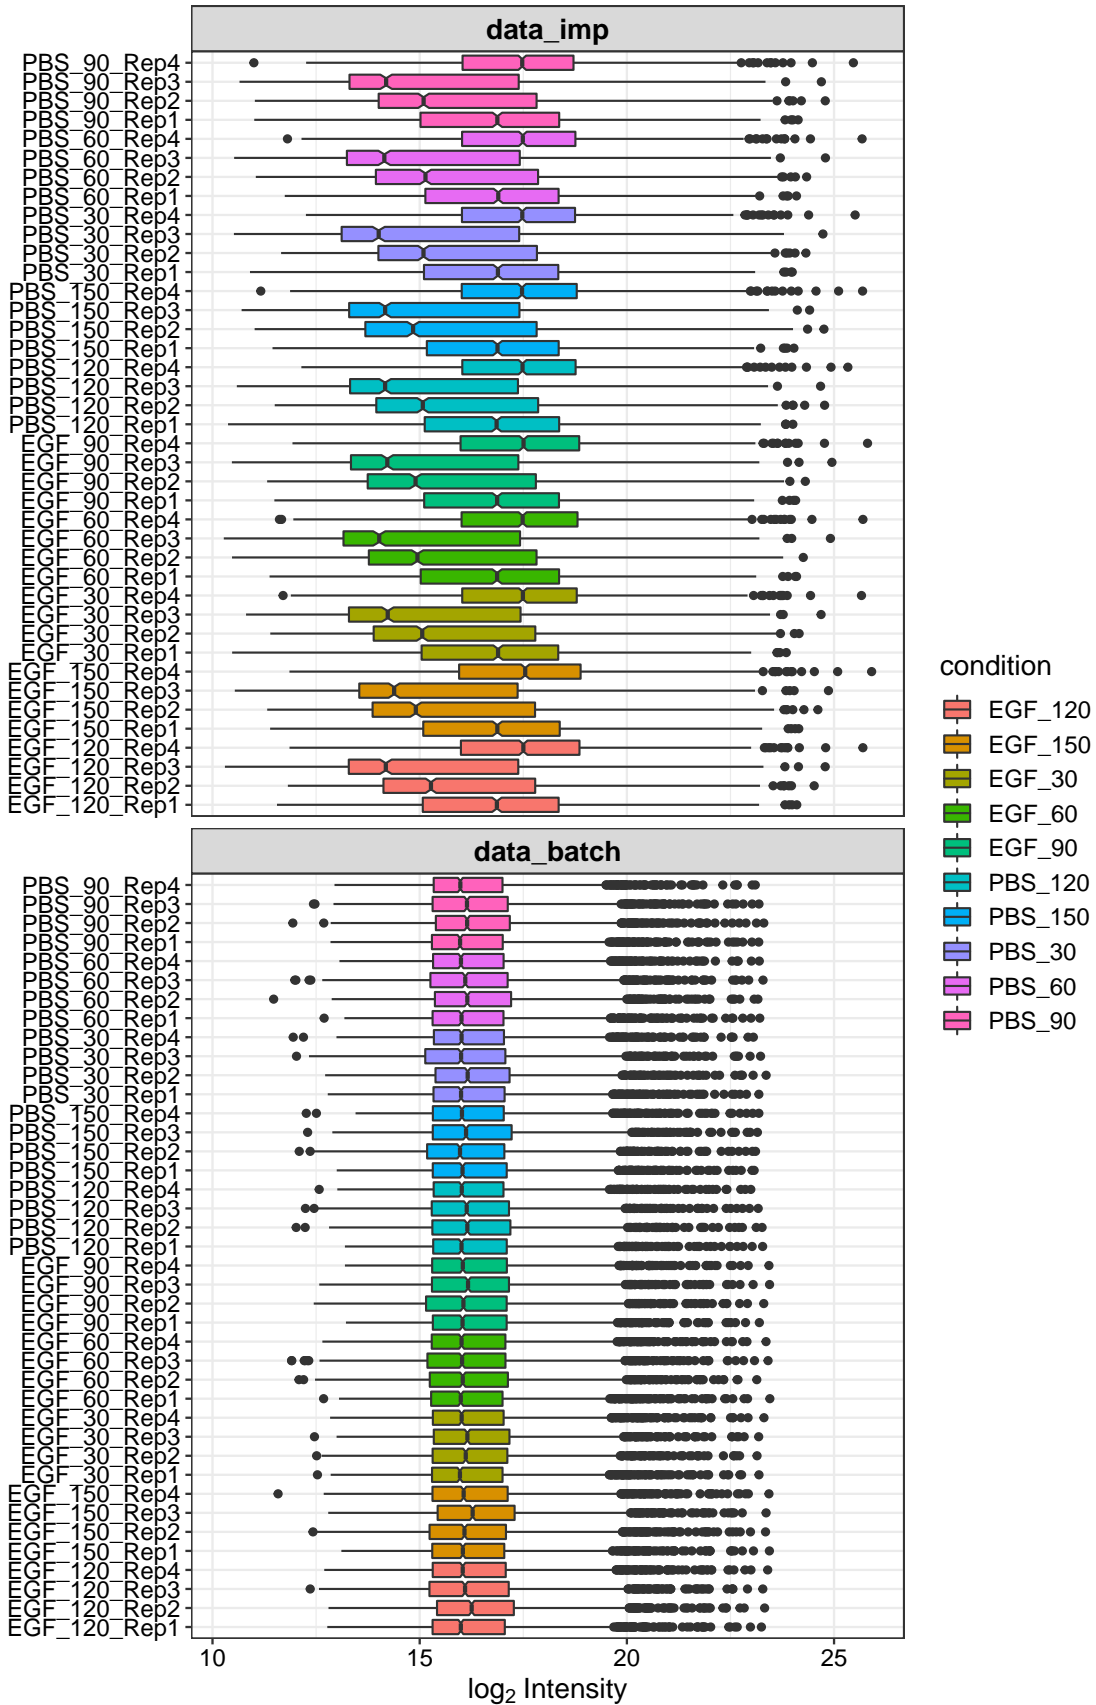 data_imp
PBS_90_Rep4
PBS_90_Rep3
PBS_90_Rep2
PBS_90_Rep1
PBS_60_Rep4
PBS_60_Rep3
PBS_60_Rep2
PBS_60_Rep1
PBS_30_Rep4
PBS_30_Rep3
PBS_30_Rep2
PBS_30_Rep1
PBS_150_Rep4
PBS_150_Rep3
PBS_150_Rep2
PBS_150_Rep1
PBS_120_Rep4
PBS_120_Rep3
PBS_120_Rep2
PBS_120_Rep1
EGF_90_Rep4
EGF_90_Rep3
EGF_90_Rep2
EGF_90_Rep1
EGF_60_Rep4
EGF_60_Rep3
EGF_60_Rep2
EGF_60_Rep1
EGF_30_Rep4
EGF_30_Rep3
EGF_30_Rep2
EGF_30_Rep1
EGF_150_Rep4
EGF_150_Rep3
EGF_150_Rep2
EGF_150_Rep1
EGF_120_Rep4
EGF_120_Rep3
EGF_120_Rep2
EGF_120_Rep1
data_batch
PBS_90_Rep4
PBS_90_Rep3
PBS_90_Rep2
PBS_90_Rep1
PBS_60_Rep4
PBS_60_Rep3
PBS_60_Rep2
PBS_60_Rep1
PBS_30_Rep4
PBS_30_Rep3
PBS_30_Rep2
PBS_30_Rep1
PBS_150_Rep4
PBS_150_Rep3
PBS_150_Rep2
PBS_150_Rep1
PBS_120_Rep4
PBS_120_Rep3
PBS_120_Rep2
PBS_120_Rep1
EGF_90_Rep4
EGF_90_Rep3
EGF_90_Rep2
EGF_90_Rep1
EGF_60_Rep4
EGF_60_Rep3
EGF_60_Rep2
EGF_60_Rep1
EGF_30_Rep4
EGF_30_Rep3
EGF_30_Rep2
EGF_30_Rep1
EGF_150_Rep4
EGF_150_Rep3
EGF_150_Rep2
EGF_150_Rep1
EGF_120_Rep4
EGF_120_Rep3
EGF_120_Rep2
EGF_120_Rep1
10 15 20 25
log₂ Intensity
condition
EGF_120
EGF_150
EGF_30
EGF_60
EGF_90
PBS_120
PBS_150
PBS_30
PBS_60
PBS_90